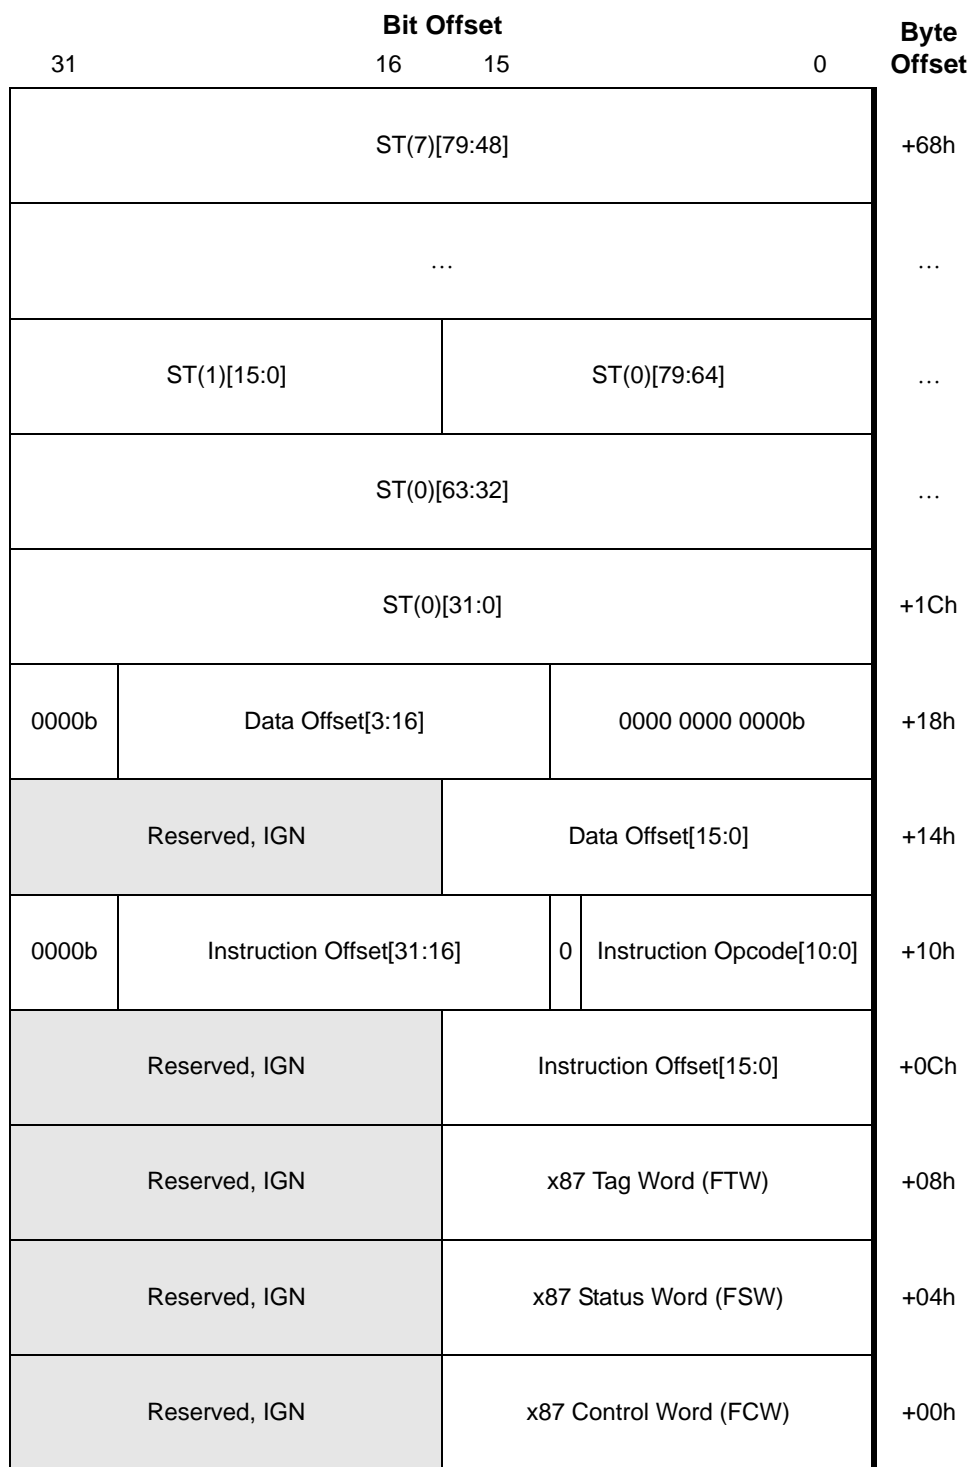 Bit Offset
Byte Offset
31 16 15 0
ST(7)[79:48] +68h
… …
ST(1)[15:0] ST(0)[79:64] …
ST(0)[63:32] …
ST(0)[31:0] +1Ch
0000b Data Offset[3:16] 0000 0000 0000b +18h
Reserved, IGN Data Offset[15:0] +14h
0000b Instruction Offset[31:16] 0 Instruction Opcode[10:0] +10h
Reserved, IGN Instruction Offset[15:0] +0Ch
Reserved, IGN x87 Tag Word (FTW) +08h
Reserved, IGN x87 Status Word (FSW) +04h
Reserved, IGN x87 Control Word (FCW) +00h